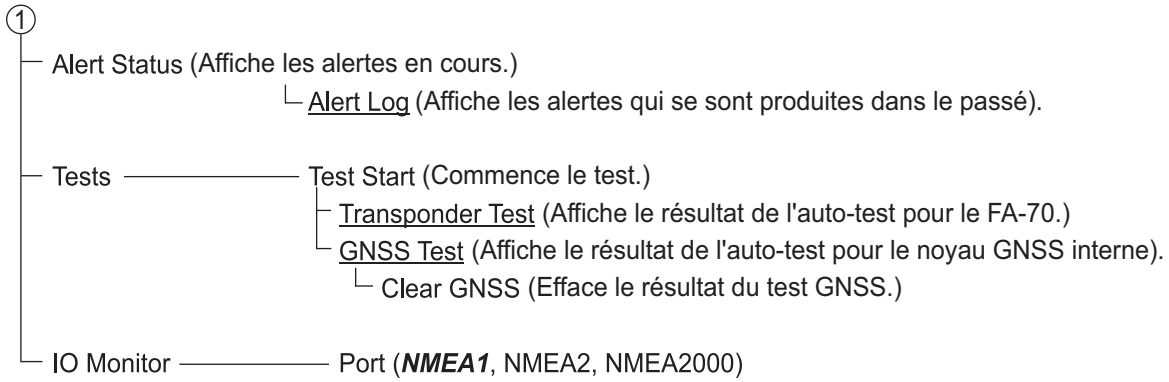 ①
Alert Status (Affiche les alertes en cours.)
Alert Log (Affiche les alertes qui se sont produites dans le passé).
Tests Test Start (Commence le test.)
Transponder Test (Affiche le résultat de l'auto-test pour le FA-70.)
GNSS Test (Affiche le résultat de l'auto-test pour le noyau GNSS interne).
Clear GNSS (Efface le résultat du test GNSS.)
IO Monitor Port (NMEA1, NMEA2, NMEA2000)